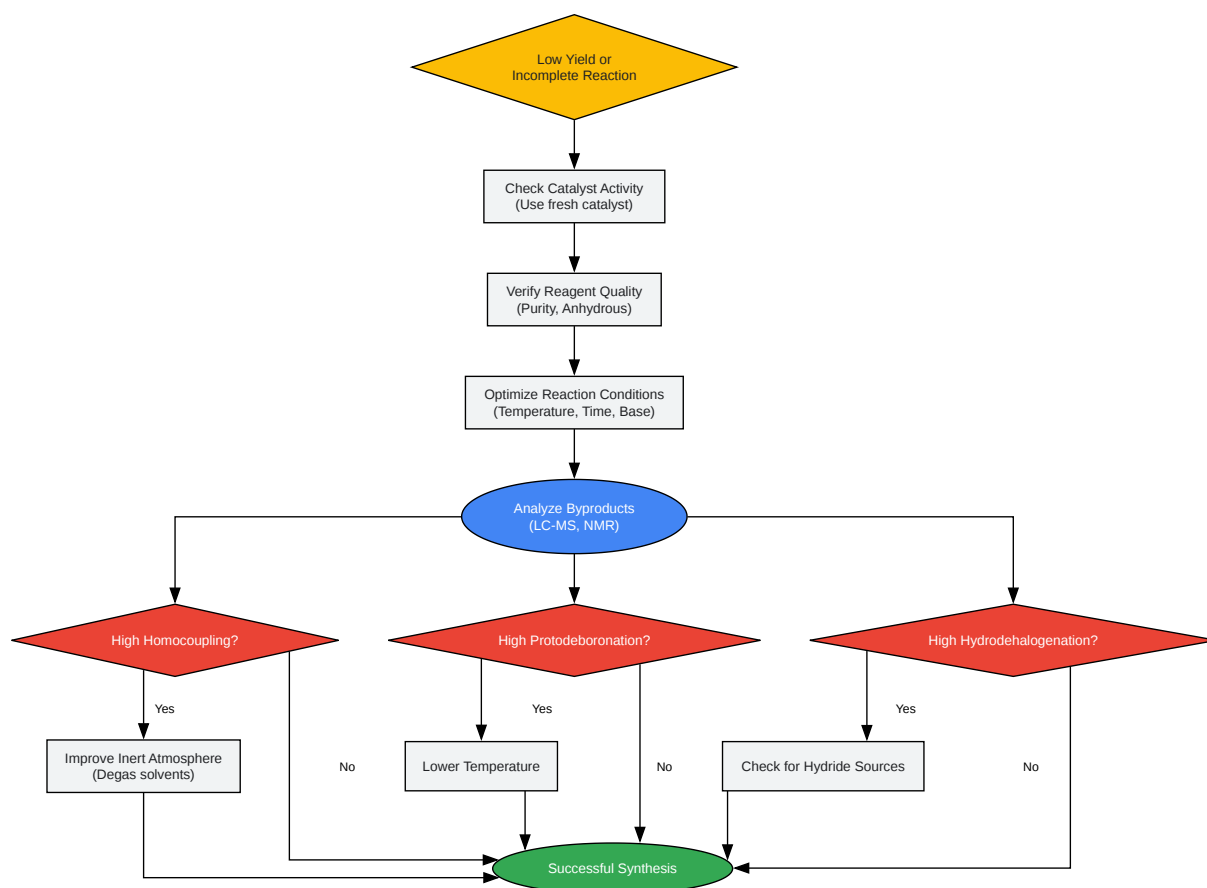 Low Yield or
Incomplete Reaction
Check Catalyst Activity
(Use fresh catalyst)
Verify Reagent Quality
(Purity, Anhydrous)
Optimize Reaction Conditions
(Temperature, Time, Base)
Analyze Byproducts
(LC-MS, NMR)
High Homocoupling?
High Protodeboronation?
High Hydrodehalogenation?
Yes
Yes
Yes
Improve Inert Atmosphere
(Degas solvents)
No
Lower Temperature
No
Check for Hydride Sources
No
Successful Synthesis